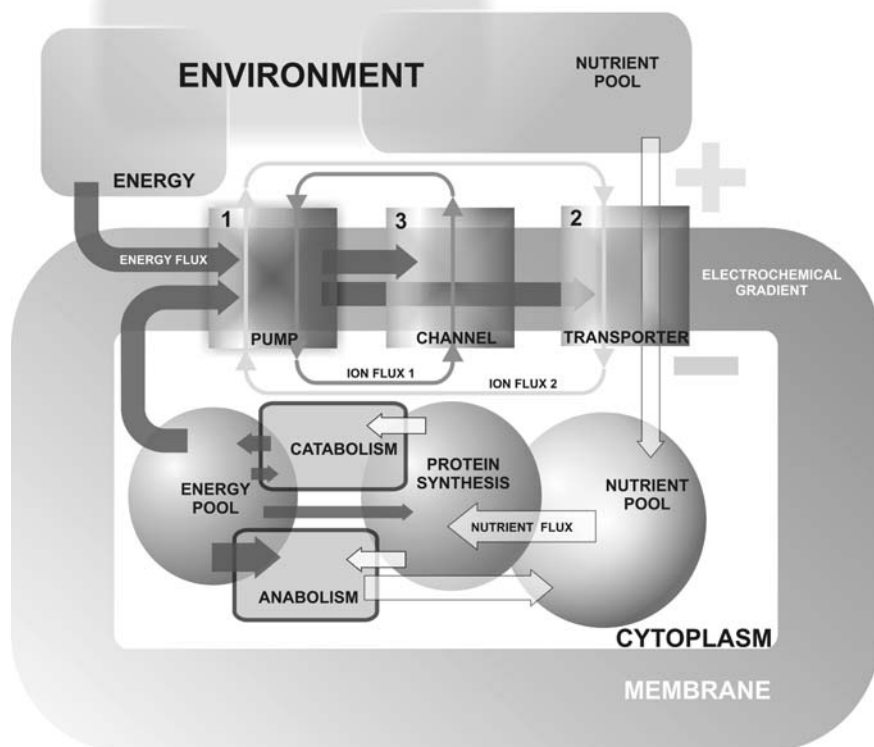 ENVIRONMENT
NUTRIENT
POOL
ENERGY
1
3
2
+
ENERGY FLUX
ELECTROCHEMICAL
GRADIENT
PUMP
CHANNEL
TRANSPORTER
−
ION FLUX 1
ION FLUX 2
CATABOLISM
PROTEIN
SYNTHESIS
ENERGY
POOL
NUTRIENT
POOL
NUTRIENT FLUX
ANABOLISM
CYTOPLASM
MEMBRANE